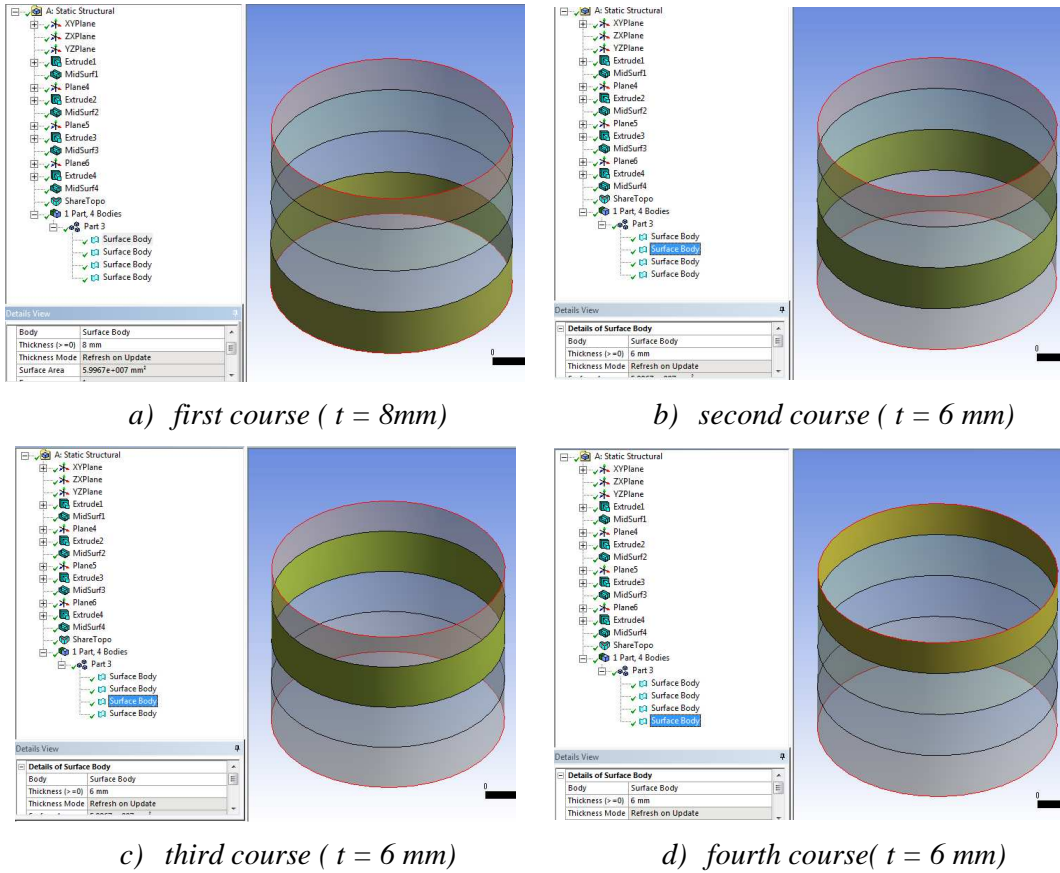 A: Static Structural
XYPlane
ZXPlane
YZPlane
Extrude1
MidSurf1
Plane4
Extrude2
MidSurf2
Plane5
Extrude3
MidSurf3
Plane6
Extrude4
MidSurf4
ShareTopo
1 Part, 4 Bodies
Part 3
Surface Body
Surface Body
Surface Body
Surface Body
Details View
Body Surface Body
Thickness (>=0) 8 mm
Thickness Mode Refresh on Update
Surface Area 5.9967e+007 mm²
0
a) first course ( t = 8mm)
A: Static Structural
XYPlane
ZXPlane
YZPlane
Extrude1
MidSurf1
Plane4
Extrude2
MidSurf2
Plane5
Extrude3
MidSurf3
Plane6
Extrude4
MidSurf4
ShareTopo
1 Part, 4 Bodies
Part 3
Surface Body
Surface Body
Surface Body
Surface Body
Details View
Details of Surface Body
Body Surface Body
Thickness (>=0) 6 mm
Thickness Mode Refresh on Update
0
b) second course ( t = 6 mm)
A: Static Structural
XYPlane
ZXPlane
YZPlane
Extrude1
MidSurf1
Plane4
Extrude2
MidSurf2
Plane5
Extrude3
MidSurf3
Plane6
Extrude4
MidSurf4
ShareTopo
1 Part, 4 Bodies
Part 3
Surface Body
Surface Body
Surface Body
Surface Body
Details View
Details of Surface Body
Body Surface Body
Thickness (>=0) 6 mm
Thickness Mode Refresh on Update
0
c) third course ( t = 6 mm)
A: Static Structural
XYPlane
ZXPlane
YZPlane
Extrude1
MidSurf1
Plane4
Extrude2
MidSurf2
Plane5
Extrude3
MidSurf3
Plane6
Extrude4
MidSurf4
ShareTopo
1 Part, 4 Bodies
Part 3
Surface Body
Surface Body
Surface Body
Surface Body
Details View
Details of Surface Body
Body Surface Body
Thickness (>=0) 6 mm
Thickness Mode Refresh on Update
0
d) fourth course( t = 6 mm)